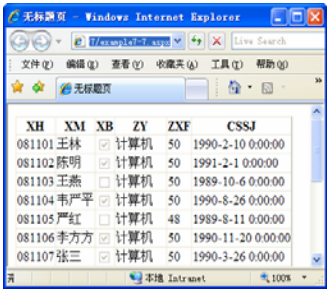 无标题页 - Windows Internet Explorer
7/example7-7.aspx
Live Search
文件(F) 编辑(E) 查看(V) 收藏夹(A) 工具(T) 帮助(H)
无标题页
XH XM XB ZY ZXF CSSJ
081101 王林 计算机 50 1990-2-10 0:00:00
081102 陈明 计算机 50 1991-2-1 0:00:00
081103 王燕 计算机 50 1989-10-6 0:00:00
081104 韦严平 计算机 50 1990-8-26 0:00:00
081105 严红 计算机 48 1989-8-11 0:00:00
081106 李方方 计算机 50 1990-11-20 0:00:00
081107 张三 计算机 50 1990-3-26 0:00:00
本地 Intranet 100%